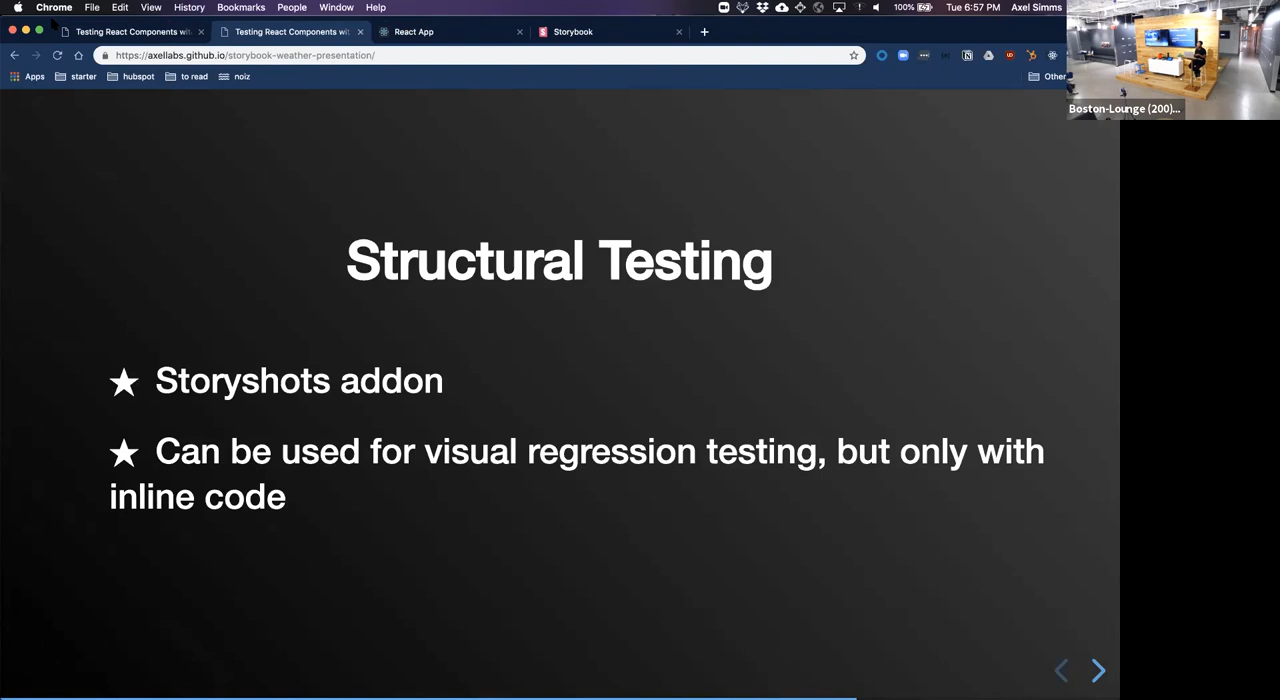 Chrome File Edit View History Bookmarks People Window Help 100% Tue 6:57 PM Axel Simms
Testing React Components wit Testing React Components wit React App Storybook
https://axellabs.github.io/storybook-weather-presentation/
Apps starter hubspot to read noiz Other
Boston-Lounge (200)...
Structural Testing
★ Storyshots addon
★ Can be used for visual regression testing, but only with
inline code